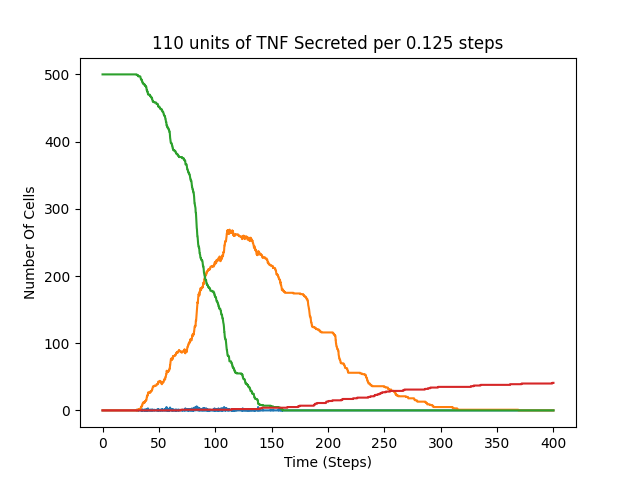 110 units of TNF Secreted per 0.125 steps
Number Of Cells
500
400
300
200
100
0
0 50 100 150 200 250 300 350 400
Time (Steps)